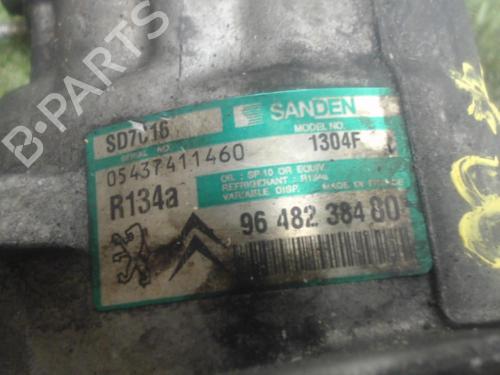 B-PARTS
SANDEN
SD7C16
SERIAL NO.
MODEL NO.
1304F
05437411460
OIL : SP 10 OR EQUIV.
REFRIGERANT : R134a
VARIABLE DISP. MADE IN FRANCE
R134a
96 482 384 80